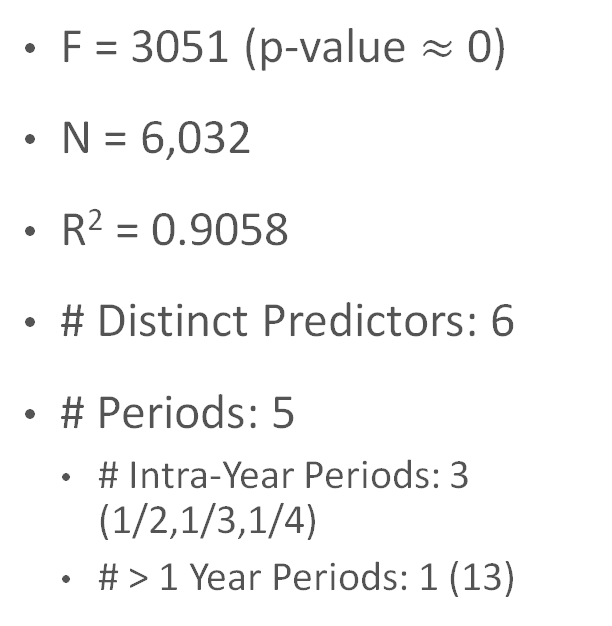 • F = 3051 (p-value ≈ 0)
• N = 6,032
• R² = 0.9058
• # Distinct Predictors: 6
• # Periods: 5
• # Intra-Year Periods: 3
(1/2,1/3,1/4)
• # > 1 Year Periods: 1 (13)